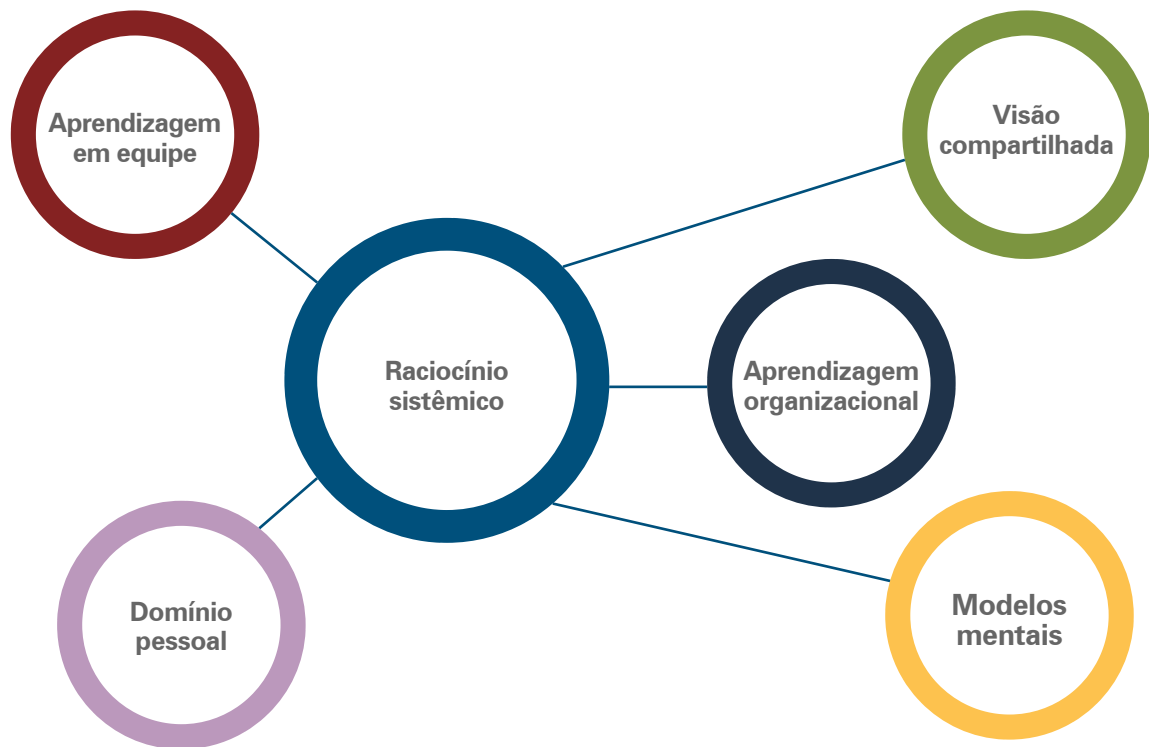 Aprendizagem
em equipe
Visão
compartilhada
Raciocínio
sistêmico
Aprendizagem
organizacional
Domínio
pessoal
Modelos
mentais